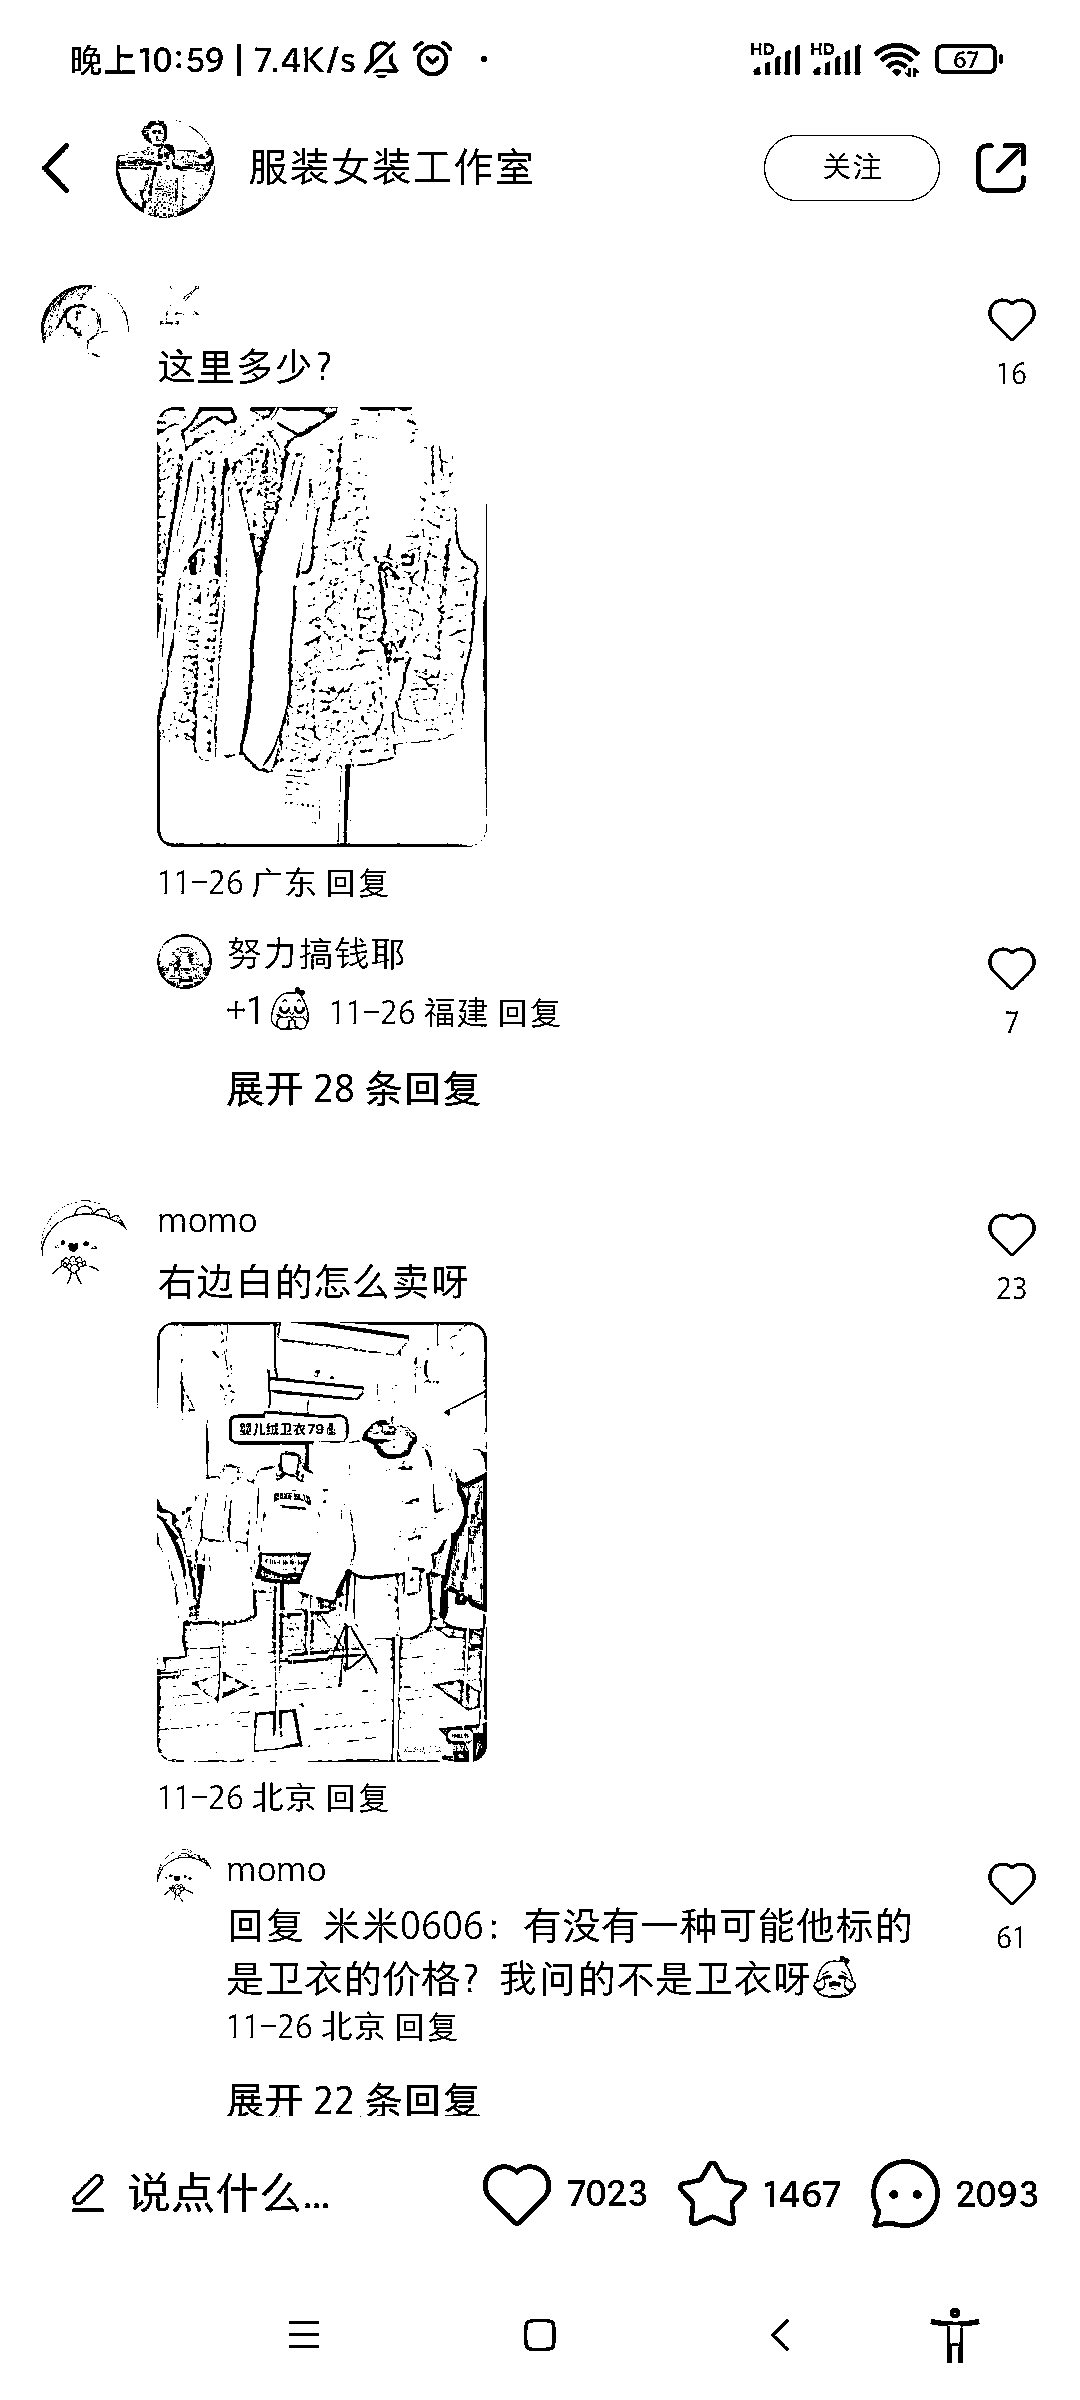 晚上10:59 | 7.4K/s
HD HD 67
服装女装工作室
关注
这里多少?
16
11-26 广东 回复
努力搞钱耶
+1 11-26 福建 回复
7
展开 28 条回复
momo
右边白的怎么卖呀
23
婴儿绒卫衣79
11-26 北京 回复
momo
回复 米米0606：有没有一种可能他标的
是卫衣的价格？我问的不是卫衣呀
61
11-26 北京 回复
展开 22 条回复
说点什么...
7023
1467
2093